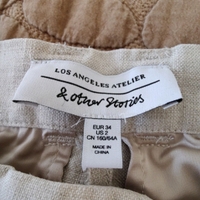 LOS ANGELES ATELIER
& other Stories
EUR 34
US 2
CN 160/64A
MADE IN
CHINA